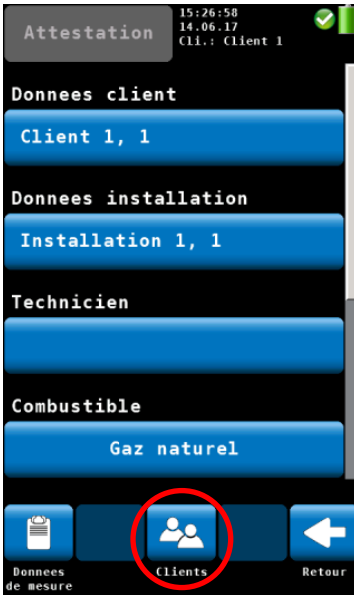 Attestation
15:26:58
14.06.17
Cli.: Client 1
Donnees client
Client 1, 1
Donnees installation
Installation 1, 1
Technicien
Combustible
Gaz naturel
Donnees
de mesure
Clients
Retour